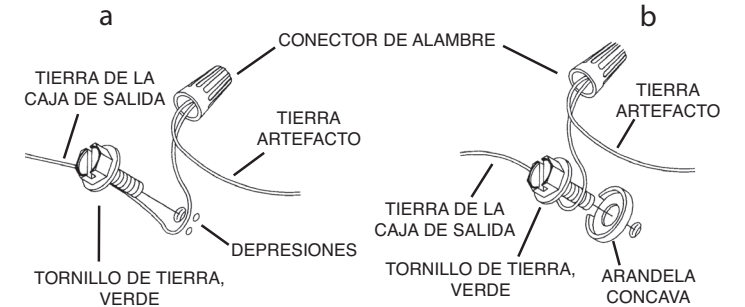 a
b
CONECTOR DE ALAMBRE
TIERRA DE LA
CAJA DE SALIDA
TIERRA
ARTEFACTO
DEPRESIONES
TORNILLO DE TIERRA,
VERDE
TIERRA
ARTEFACTO
TIERRA DE LA
CAJA DE SALIDA
TORNILLO DE TIERRA,
VERDE
ARANDELA
CONCAVA